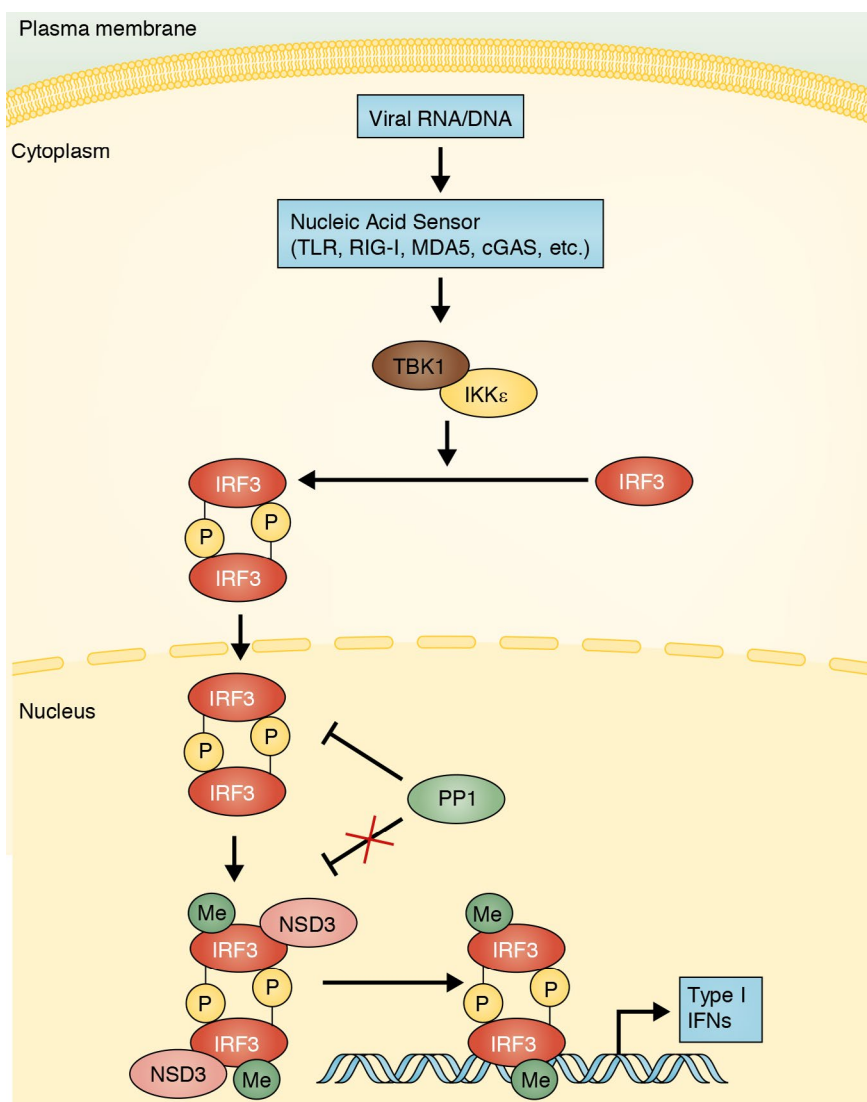 Plasma membrane
Viral RNA/DNA
Cytoplasm
Nucleic Acid Sensor
(TLR, RIG-I, MDA5, cGAS, etc.)
TBK1
IKKε
IRF3
IRF3
P
P
IRF3
IRF3
Nucleus
P
P
IRF3
PP1
Me
NSD3
IRF3
P
P
IRF3
NSD3
Me
Me
IRF3
P
P
IRF3
Me
Type I
IFNs